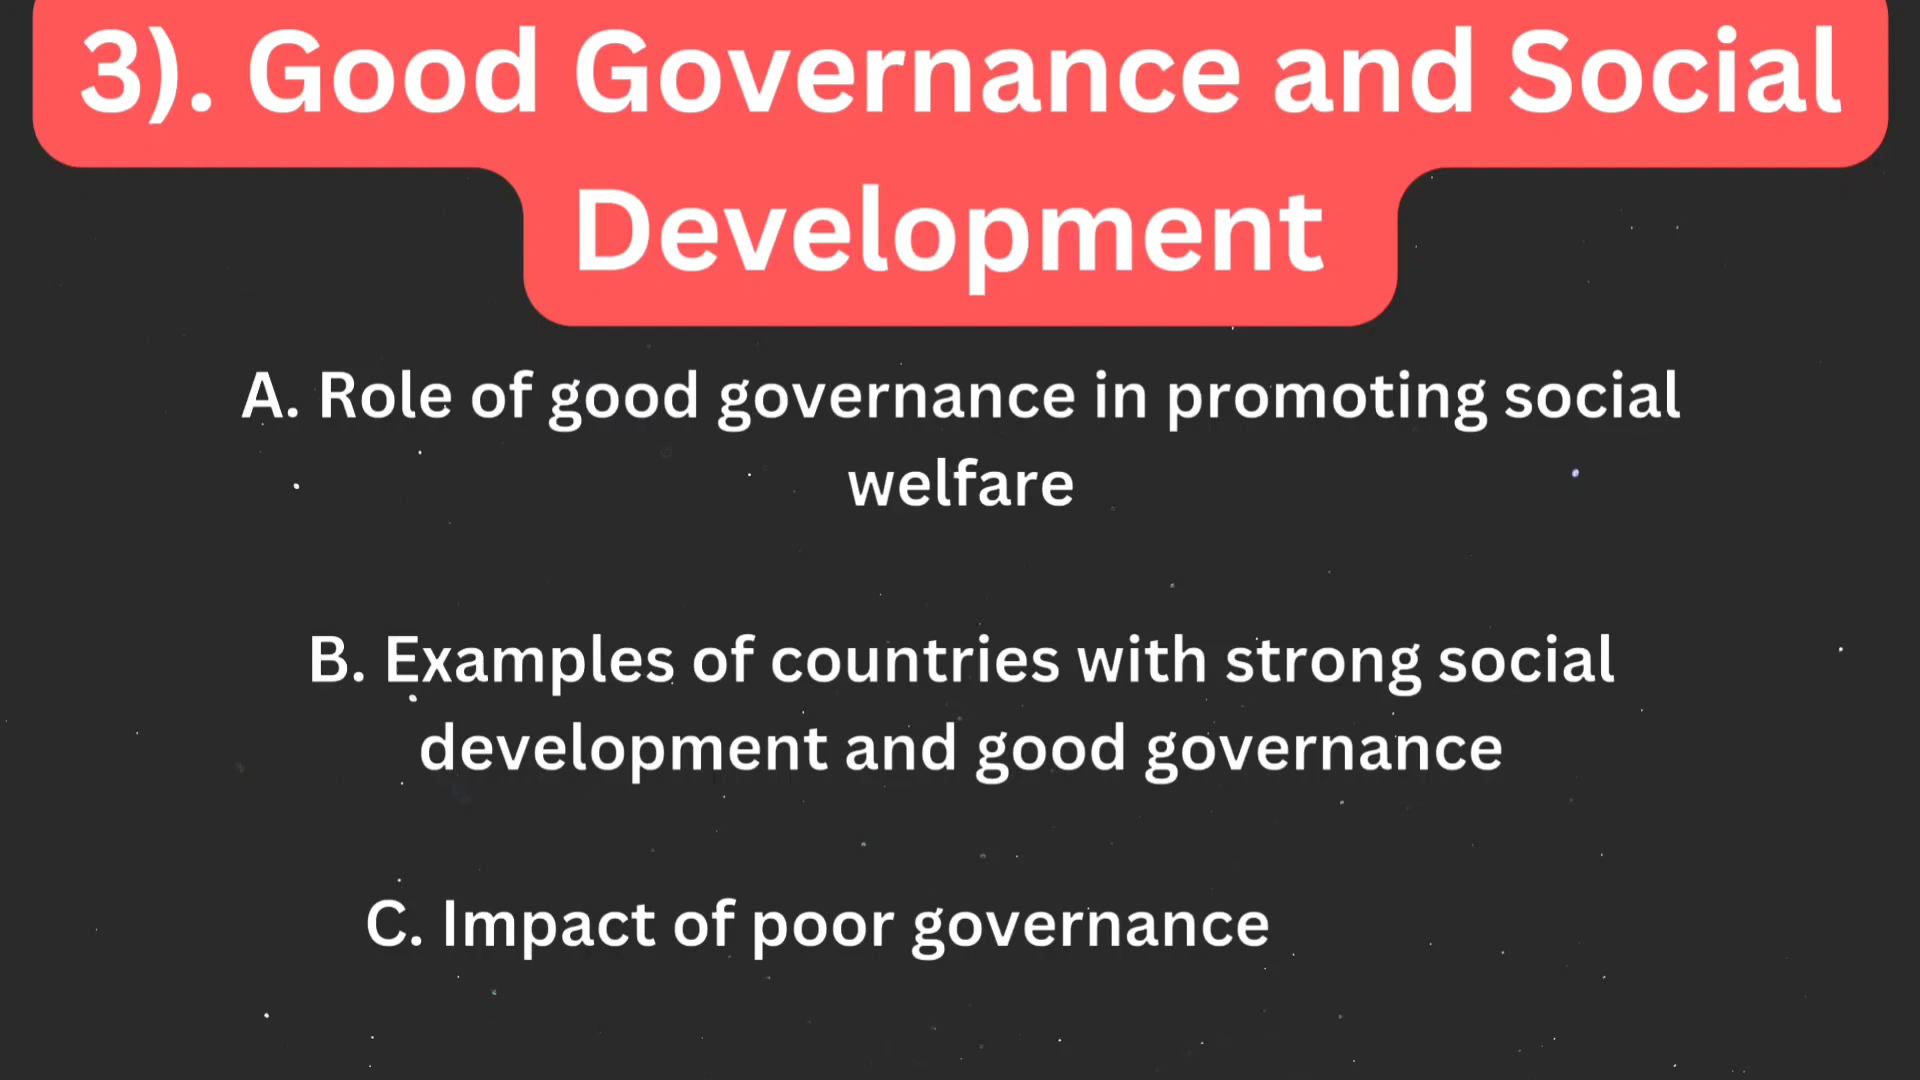 3). Good Governance and Social
Development
A. Role of good governance in promoting social
welfare
B. Examples of countries with strong social
development and good governance
C. Impact of poor governance